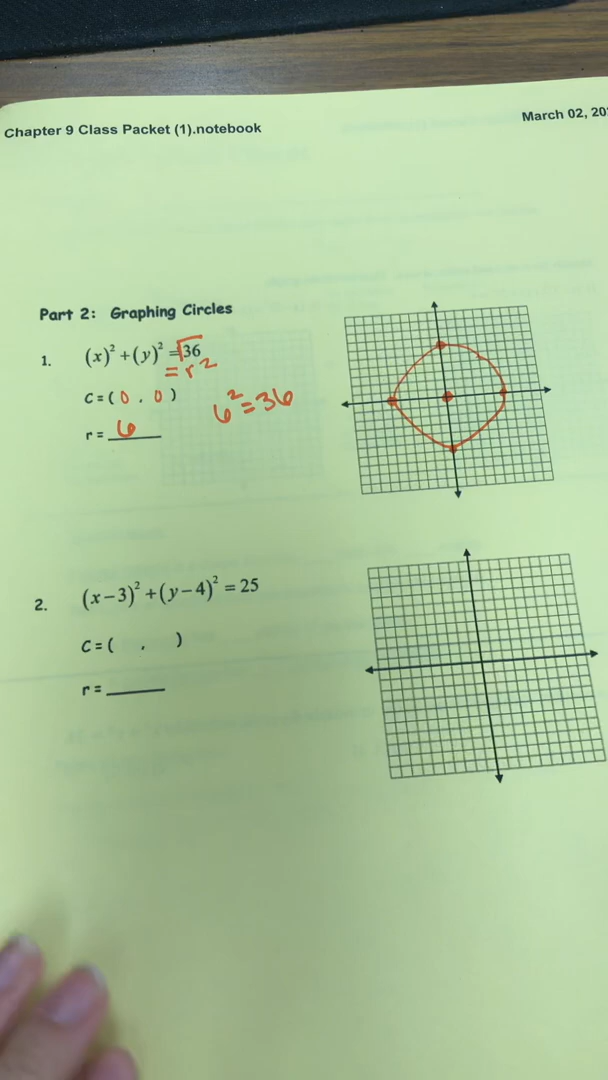 Chapter 9 Class Packet (1).notebook
March 02, 20
Part 2: Graphing Circles
1. (x)² + (y)² = √36
= r²
C = ( 0 , 0 )
6² = 36
r = 6
2. (x-3)² + (y-4)² = 25
C = ( , )
r = ____